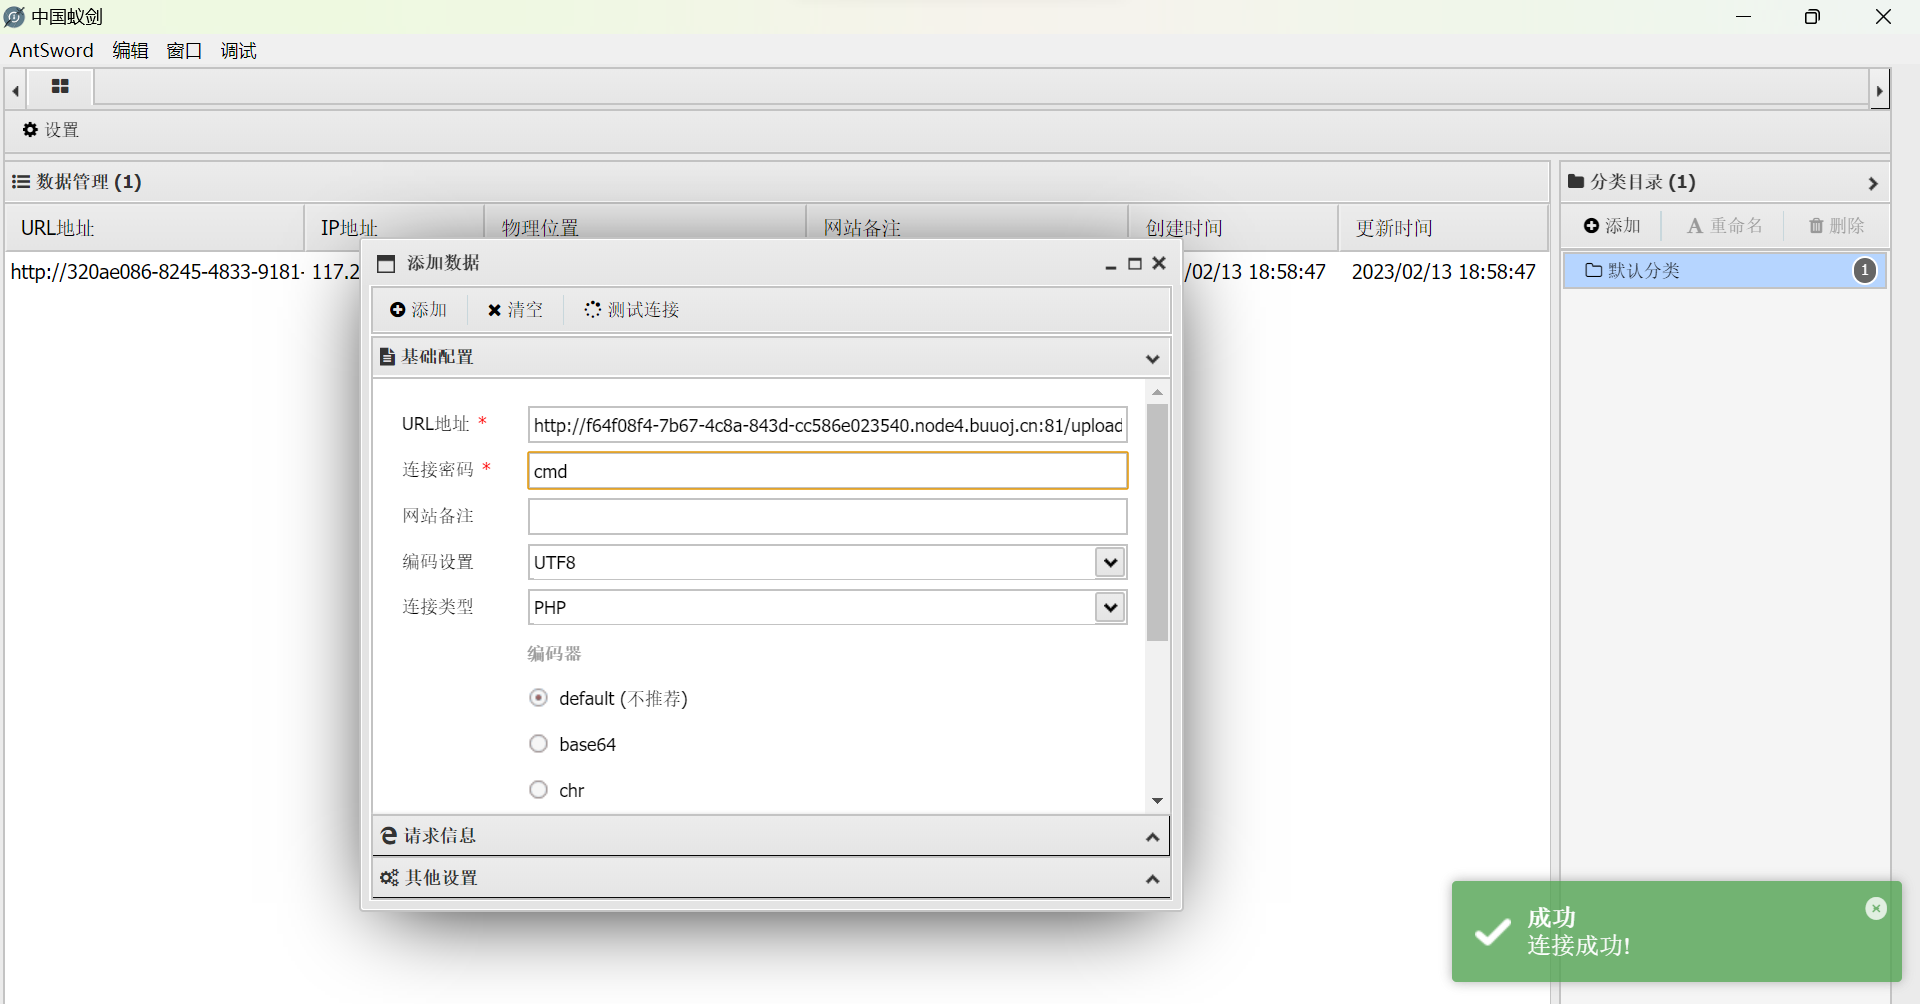 中国蚁剑
AntSword 编辑 窗口 调试
设置
数据管理 (1)
分类目录 (1)
URL地址 IP地址 物理位置 网站备注 创建时间 更新时间
添加 重命名 删除
http://320ae086-8245-4833-9181- 117.2 /02/13 18:58:47 2023/02/13 18:58:47
默认分类 1
添加数据
添加 清空 测试连接
基础配置
URL地址 * http://f64f08f4-7b67-4c8a-843d-cc586e023540.node4.buuoj.cn:81/upload
连接密码 * cmd
网站备注
编码设置 UTF8
连接类型 PHP
编码器
default (不推荐)
base64
chr
请求信息
其他设置
成功
连接成功!